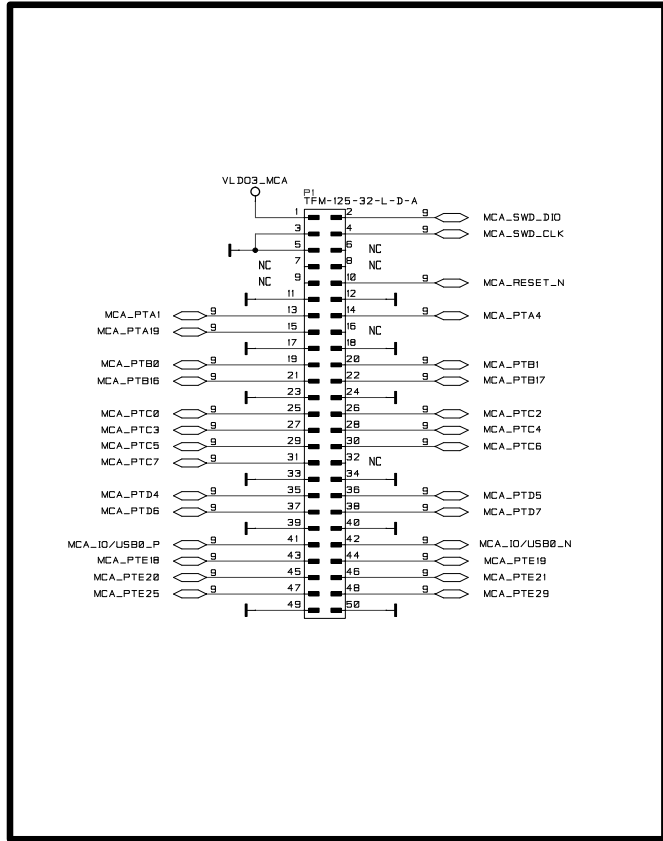 VLDO3_MCA
P1
TFM-125-32-L-D-A
1 2 9 MCA_SWD_DIO
3 4 9 MCA_SWD_CLK
5 6 NC
NC 7 8 NC
NC 9 10 9 MCA_RESET_N
11 12
MCA_PTA1 9 13 14 9 MCA_PTA4
MCA_PTA19 9 15 16 NC
17 18
MCA_PTB0 9 19 20 9 MCA_PTB1
MCA_PTB16 9 21 22 9 MCA_PTB17
23 24
MCA_PTC0 9 25 26 9 MCA_PTC2
MCA_PTC3 9 27 28 9 MCA_PTC4
MCA_PTC5 9 29 30 9 MCA_PTC6
MCA_PTC7 9 31 32 NC
33 34
MCA_PTD4 9 35 36 9 MCA_PTD5
MCA_PTD6 9 37 38 9 MCA_PTD7
39 40
MCA_IO/USB0_P 9 41 42 9 MCA_IO/USB0_N
MCA_PTE18 9 43 44 9 MCA_PTE19
MCA_PTE20 9 45 46 9 MCA_PTE21
MCA_PTE25 9 47 48 9 MCA_PTE29
49 50